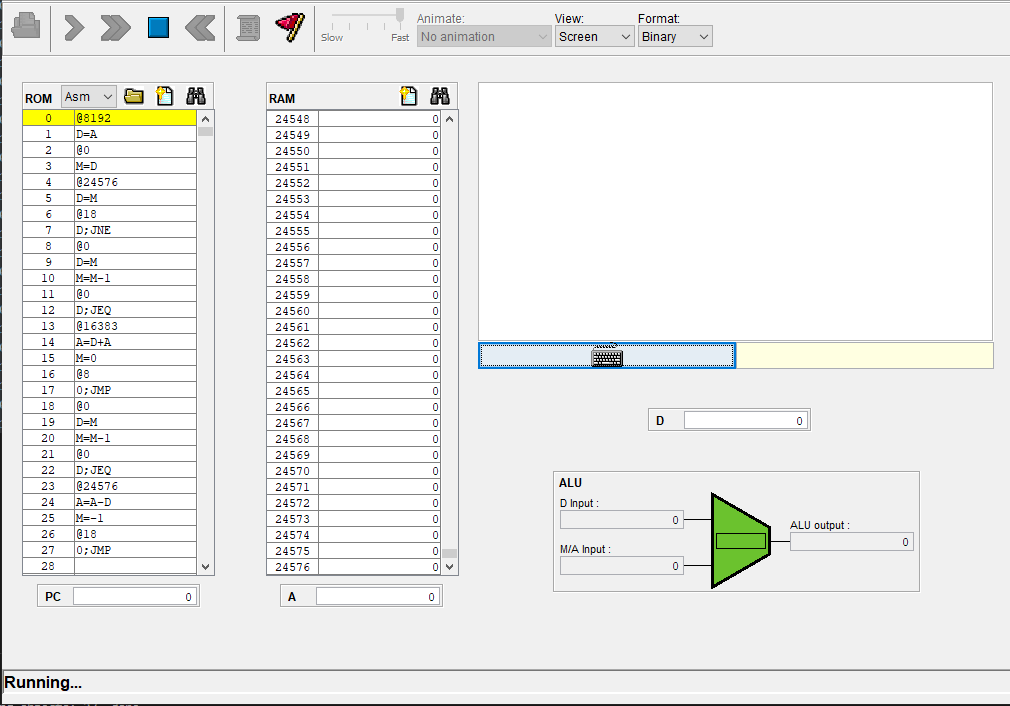 Slow Fast
Animate:
No animation
View:
Screen
Format:
Binary
ROM Asm
0 @8192
1 D=A
2 @0
3 M=D
4 @24576
5 D=M
6 @18
7 D;JNE
8 @0
9 D=M
10 M=M-1
11 @0
12 D;JEQ
13 @16383
14 A=D+A
15 M=0
16 @8
17 0;JMP
18 @0
19 D=M
20 M=M-1
21 @0
22 D;JEQ
23 @24576
24 A=A-D
25 M=-1
26 @18
27 0;JMP
28
PC 0
RAM
24548 0
24549 0
24550 0
24551 0
24552 0
24553 0
24554 0
24555 0
24556 0
24557 0
24558 0
24559 0
24560 0
24561 0
24562 0
24563 0
24564 0
24565 0
24566 0
24567 0
24568 0
24569 0
24570 0
24571 0
24572 0
24573 0
24574 0
24575 0
24576 0
A 0
D 0
ALU
D Input :
0
M/A Input :
0
ALU output :
0
Running...